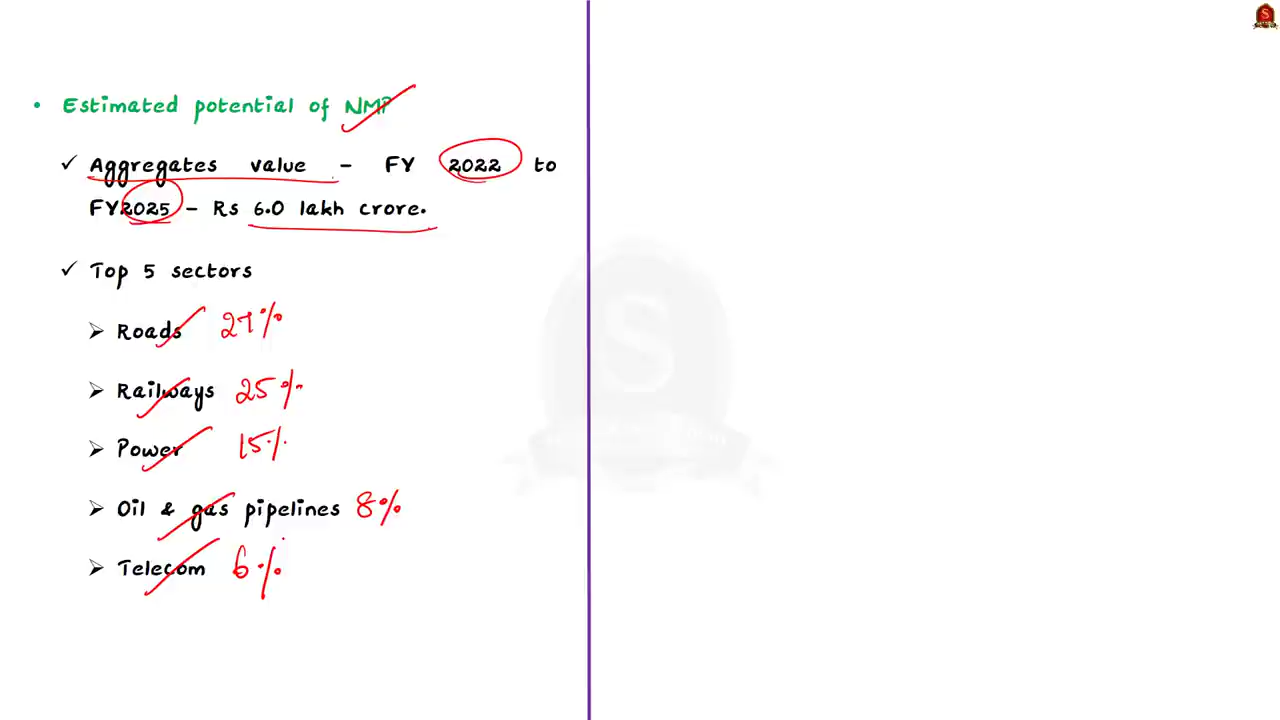 • Estimated potential of NMP
✓ Aggregates value – FY 2022 to
FY2025 – Rs 6.0 lakh crore.
✓ Top 5 sectors
➢ Roads 27%
➢ Railways 25%
➢ Power 15%
➢ Oil & gas pipelines 8%
➢ Telecom 6%
S